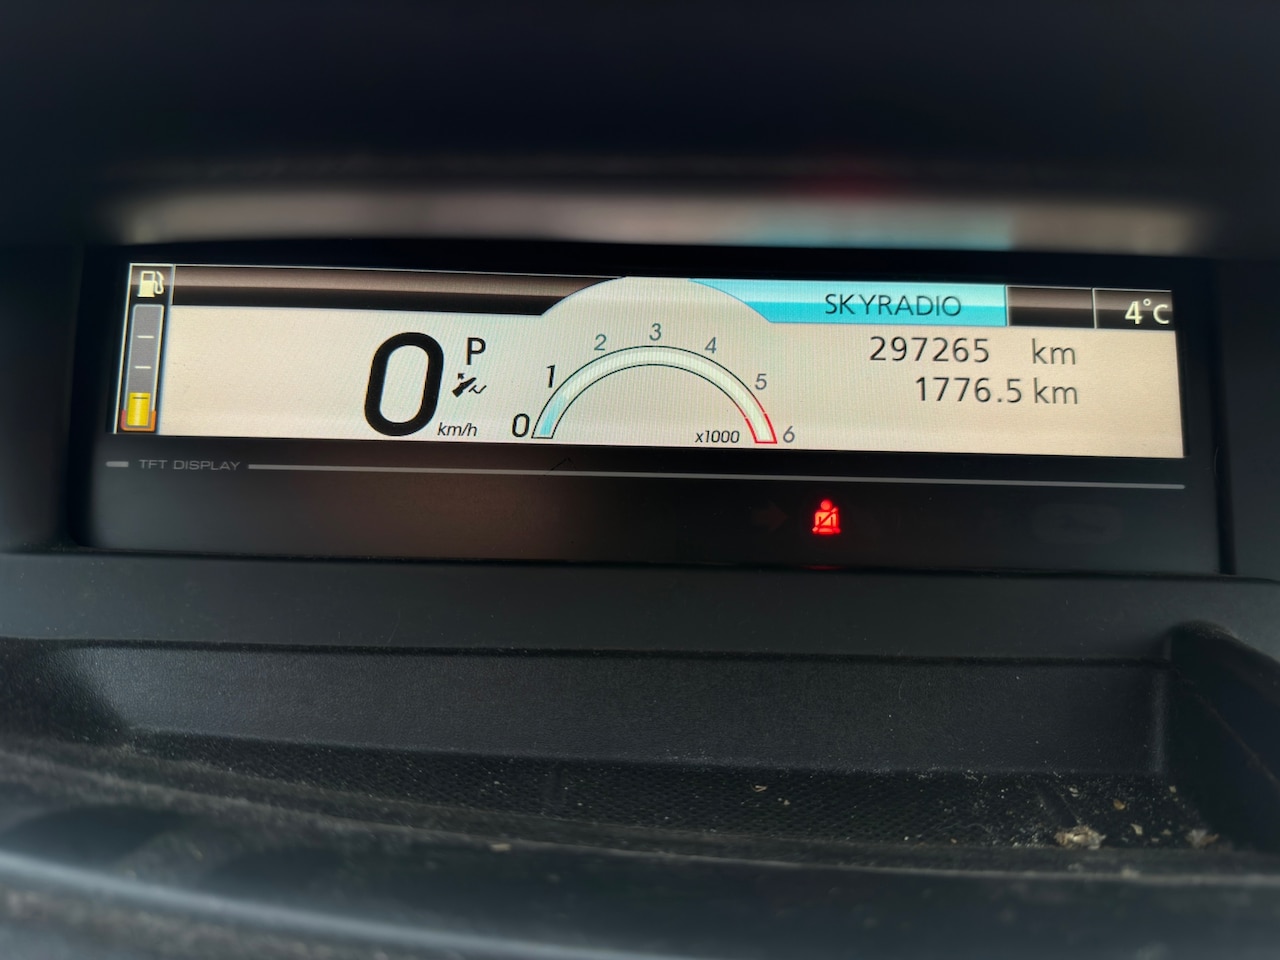 SKYRADIO
4°C
297265 km
1776.5 km
0 P
km/h
0 1 2 3 4 5 6
x1000
TFT DISPLAY